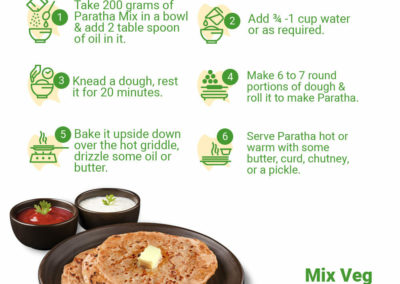 1
Take 200 grams of
Paratha Mix in a bowl
& add 2 table spoon
of oil in it.
2
Add ¾ -1 cup water
or as required.
3
Knead a dough, rest
it for 20 minutes.
4
Make 6 to 7 round
portions of dough &
roll it to make Paratha.
5
Bake it upside down
over the hot griddle,
drizzle some oil or
butter.
6
Serve Paratha hot or
warm with some
butter, curd, chutney,
or a pickle.
Mix Veg